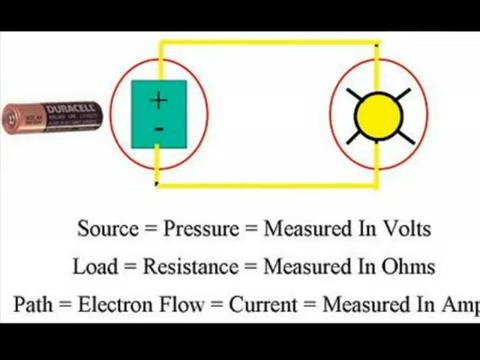 DURACELL
+
-
Source = Pressure = Measured In Volts
Load = Resistance = Measured In Ohms
Path = Electron Flow = Current = Measured In Amp